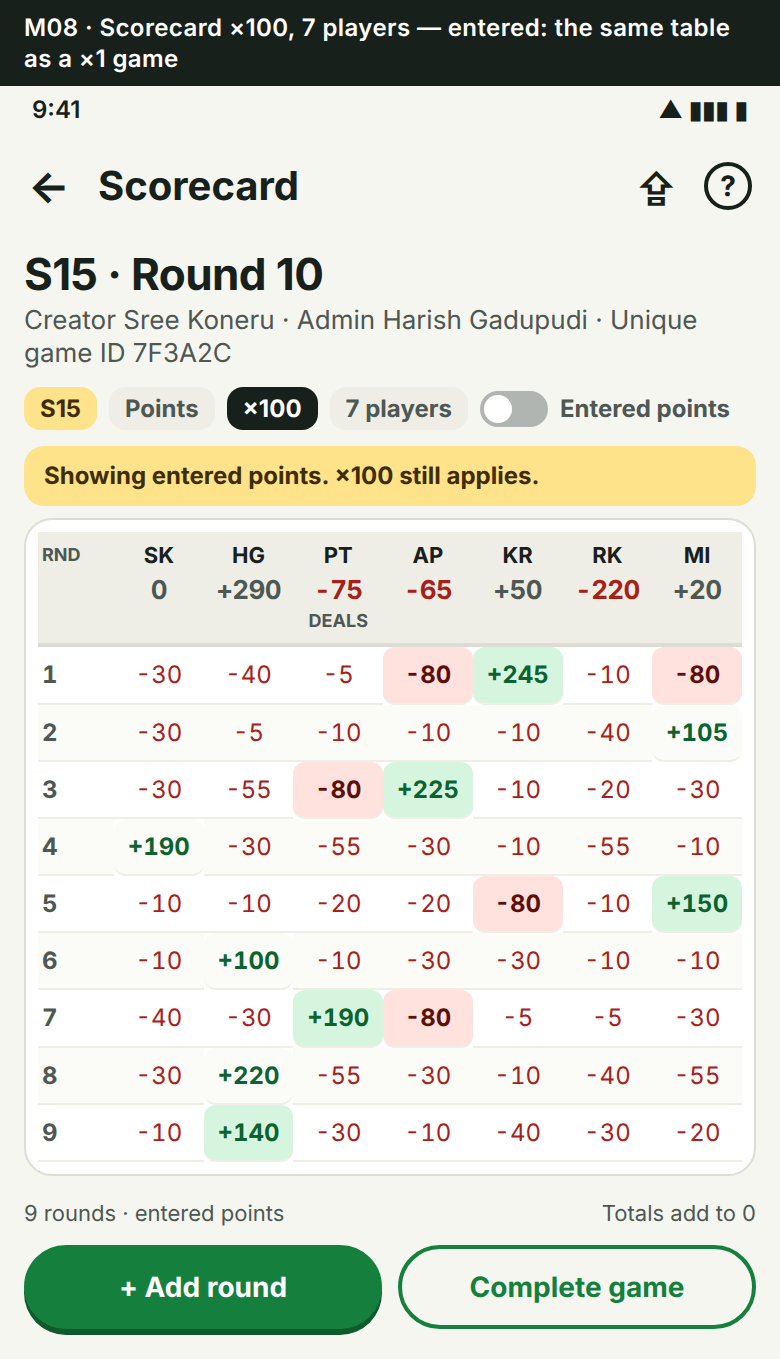 M08 · Scorecard ×100, 7 players — entered: the same table
as a ×1 game
9:41
Scorecard
?
S15 · Round 10
Creator Sree Koneru · Admin Harish Gadupudi · Unique
game ID 7F3A2C
S15 Points ×100 7 players Entered points
Showing entered points. ×100 still applies.
RND SK HG PT AP KR RK MI
0 +290 -75 -65 +50 -220 +20
DEALS
1 -30 -40 -5 -80 +245 -10 -80
2 -30 -5 -10 -10 -10 -40 +105
3 -30 -55 -80 +225 -10 -20 -30
4 +190 -30 -55 -30 -10 -55 -10
5 -10 -10 -20 -20 -80 -10 +150
6 -10 +100 -10 -30 -30 -10 -10
7 -40 -30 +190 -80 -5 -5 -30
8 -30 +220 -55 -30 -10 -40 -55
9 -10 +140 -30 -10 -40 -30 -20
9 rounds · entered points Totals add to 0
+ Add round Complete game